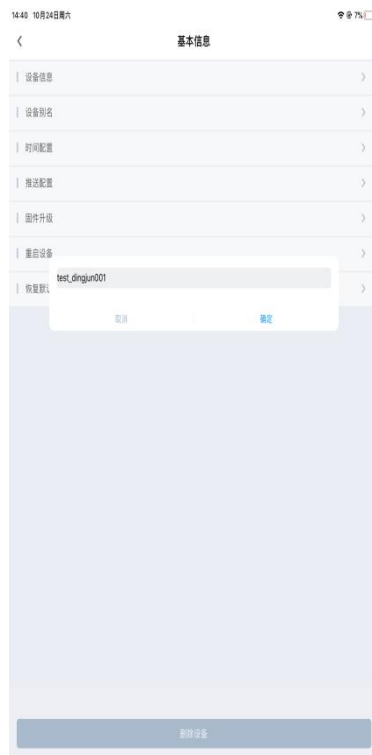 14:40 10月24日周六
7%
基本信息
设备信息
设备别名
时间配置
推送配置
固件升级
重启设备
恢复默认
test_dingjun001
取消
确定
删除设备